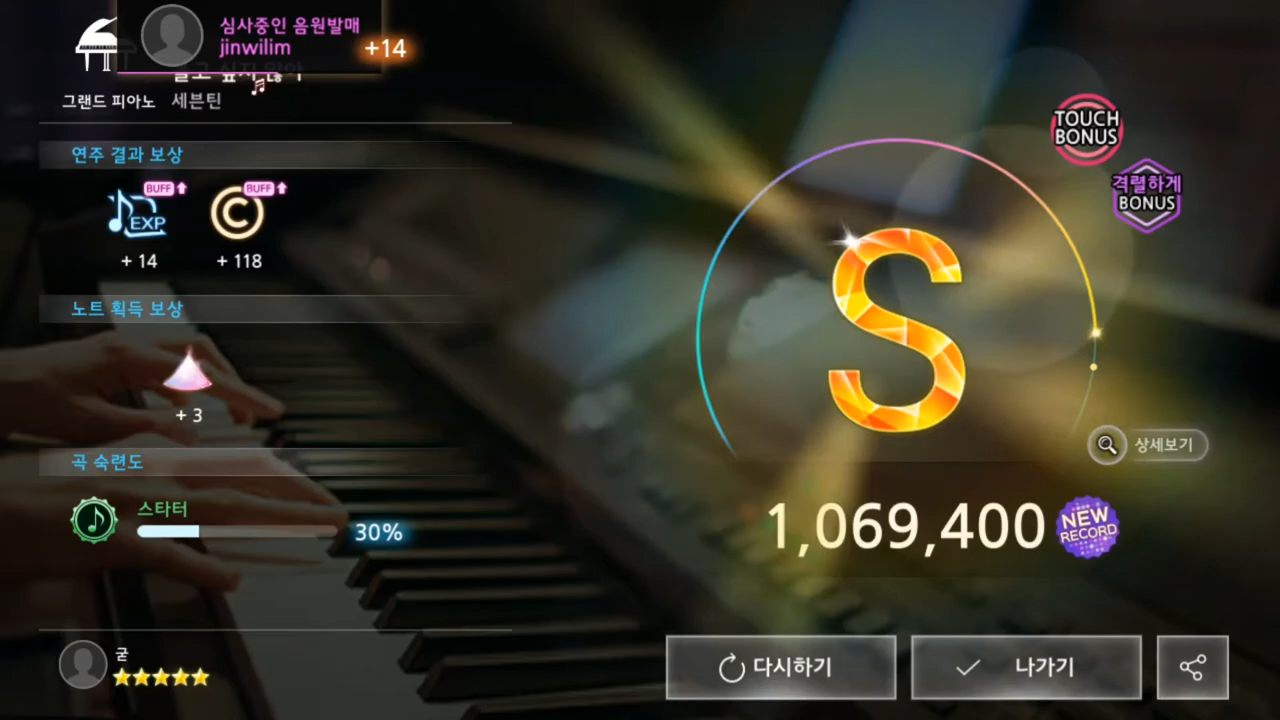 심사중인 음원발매
jinwilim
+14
그랜드 피아노
세븐틴
연주 결과 보상
BUFF
EXP
+ 14
BUFF
C
+ 118
노트 획득 보상
+ 3
곡 숙련도
스타터
30%
굳
TOUCH
BONUS
격렬하게
BONUS
S
상세보기
1,069,400
NEW
RECORD
다시하기
나가기